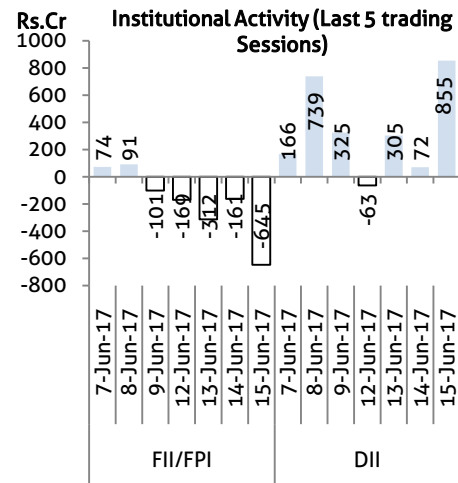 Rs.Cr
Institutional Activity (Last 5 trading
Sessions)
1000
800
600
400
200
0
-200
-400
-600
-800
74
91
-101
-169
-312
-161
-645
166
739
325
-63
305
72
855
7-Jun-17
8-Jun-17
9-Jun-17
12-Jun-17
13-Jun-17
14-Jun-17
15-Jun-17
7-Jun-17
8-Jun-17
9-Jun-17
12-Jun-17
13-Jun-17
14-Jun-17
15-Jun-17
FII/FPI
DII